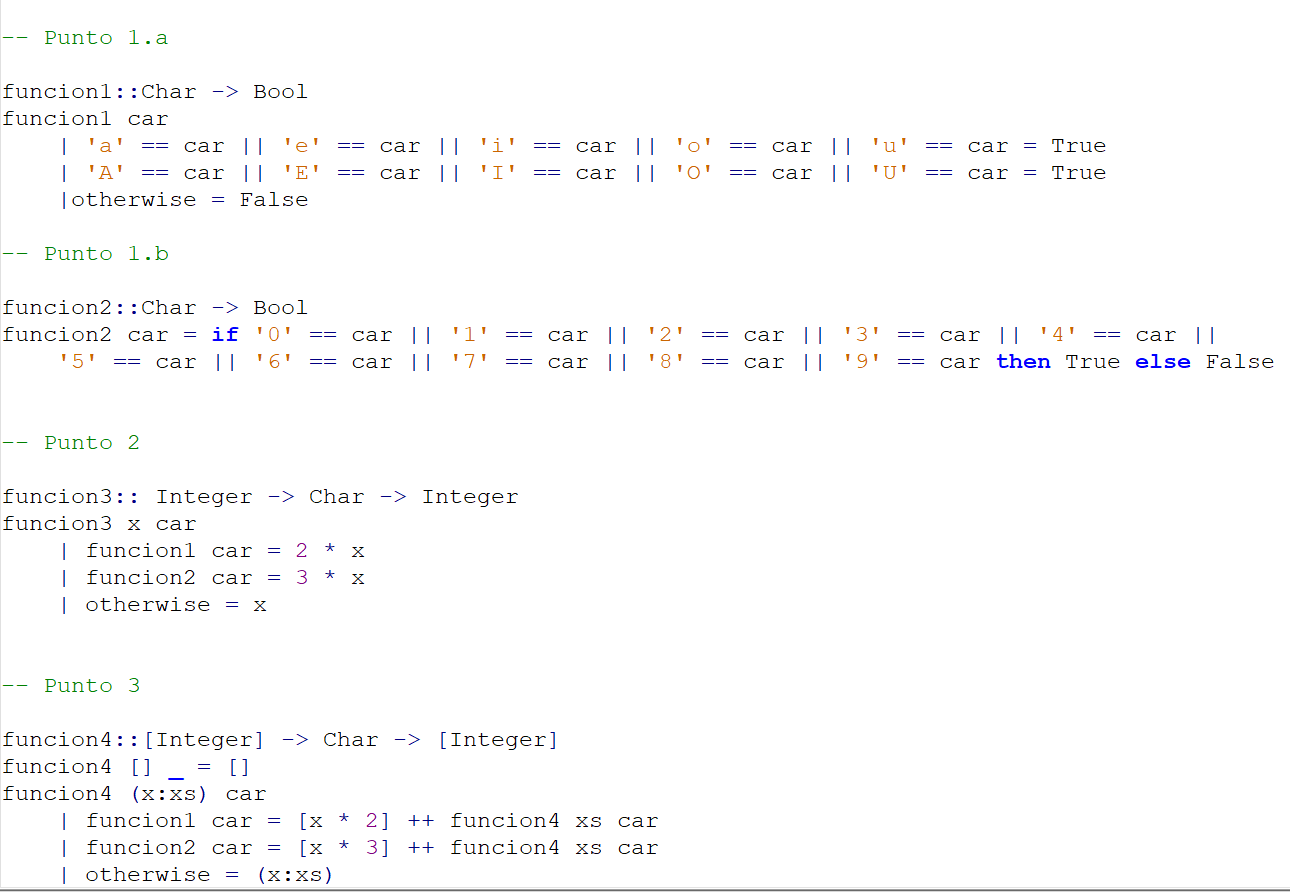 -- Punto 1.a
funcion1::Char -> Bool
funcion1 car
    | 'a' == car || 'e' == car || 'i' == car || 'o' == car || 'u' == car = True
    | 'A' == car || 'E' == car || 'I' == car || 'O' == car || 'U' == car = True
    |otherwise = False
-- Punto 1.b
funcion2::Char -> Bool
funcion2 car = if '0' == car || '1' == car || '2' == car || '3' == car || '4' == car ||
    '5' == car || '6' == car || '7' == car || '8' == car || '9' == car then True else False
-- Punto 2
funcion3:: Integer -> Char -> Integer
funcion3 x car
    | funcion1 car = 2 * x
    | funcion2 car = 3 * x
    | otherwise = x
-- Punto 3
funcion4::[Integer] -> Char -> [Integer]
funcion4 [] _ = []
funcion4 (x:xs) car
    | funcion1 car = [x * 2] ++ funcion4 xs car
    | funcion2 car = [x * 3] ++ funcion4 xs car
    | otherwise = (x:xs)